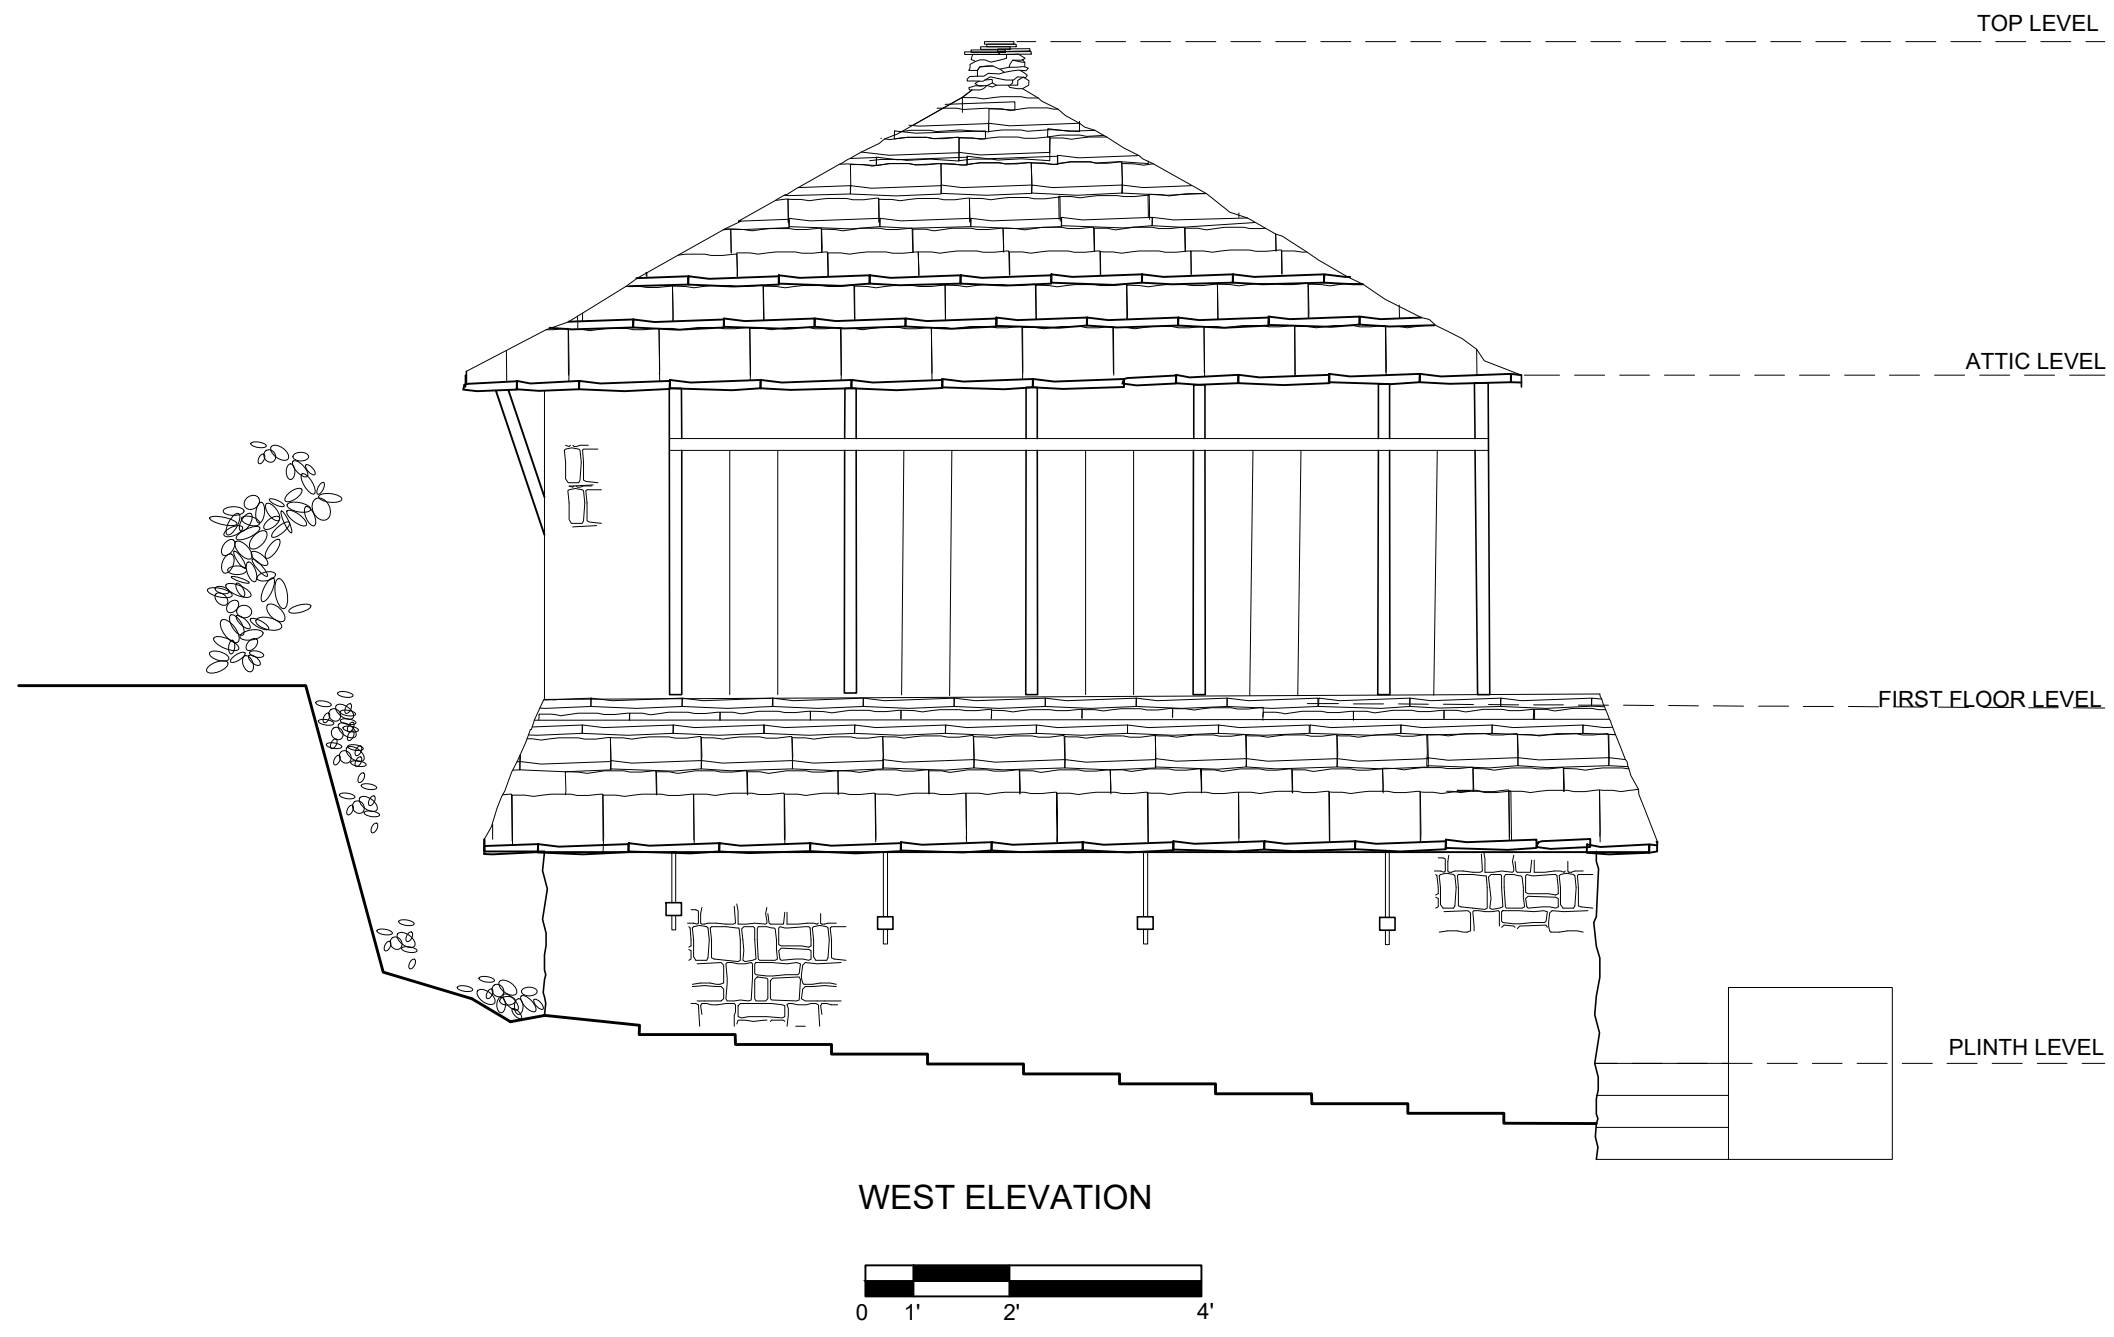 TOP LEVEL
ATTIC LEVEL
FIRST FLOOR LEVEL
PLINTH LEVEL
WEST ELEVATION
0 1' 2' 4'